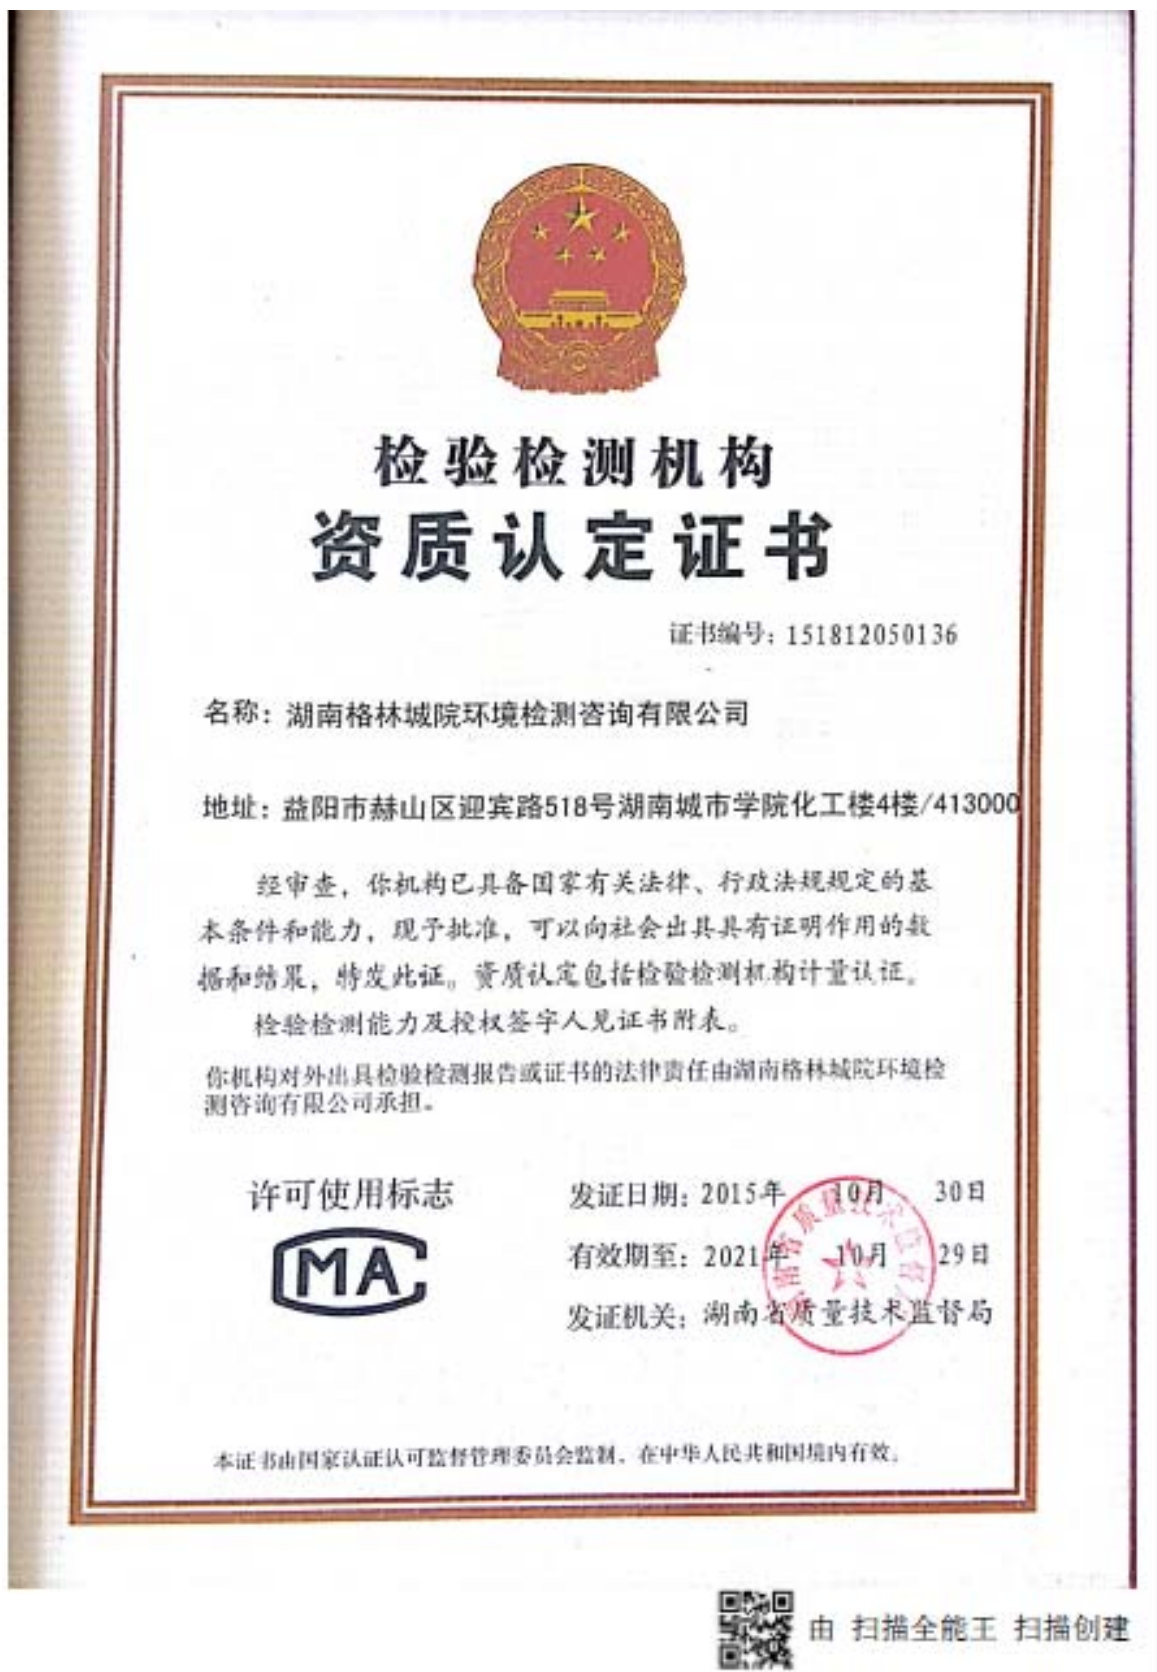 检验检测机构
资质认定证书
证书编号：151812050136
名称：湖南格林城院环境检测咨询有限公司
地址：益阳市赫山区迎宾路518号湖南城市学院化工楼4楼/413000
经审查，你机构已具备国家有关法律、行政法规规定的基
本条件和能力，现予批准，可以向社会出具具有证明作用的数
据和结果，特发此证。资质认定包括检验检测机构计量认证。
检验检测能力及授权签字人见证书附表。
你机构对外出具检验检测报告或证书的法律责任由湖南格林城院环境检
测咨询有限公司承担。
许可使用标志
MA
发证日期：2015年 10月 30日
有效期至：2021年 10月 29日
发证机关：湖南省质量技术监督局
本证书由国家认证认可监督管理委员会监制，在中华人民共和国境内有效。
由 扫描全能王 扫描创建